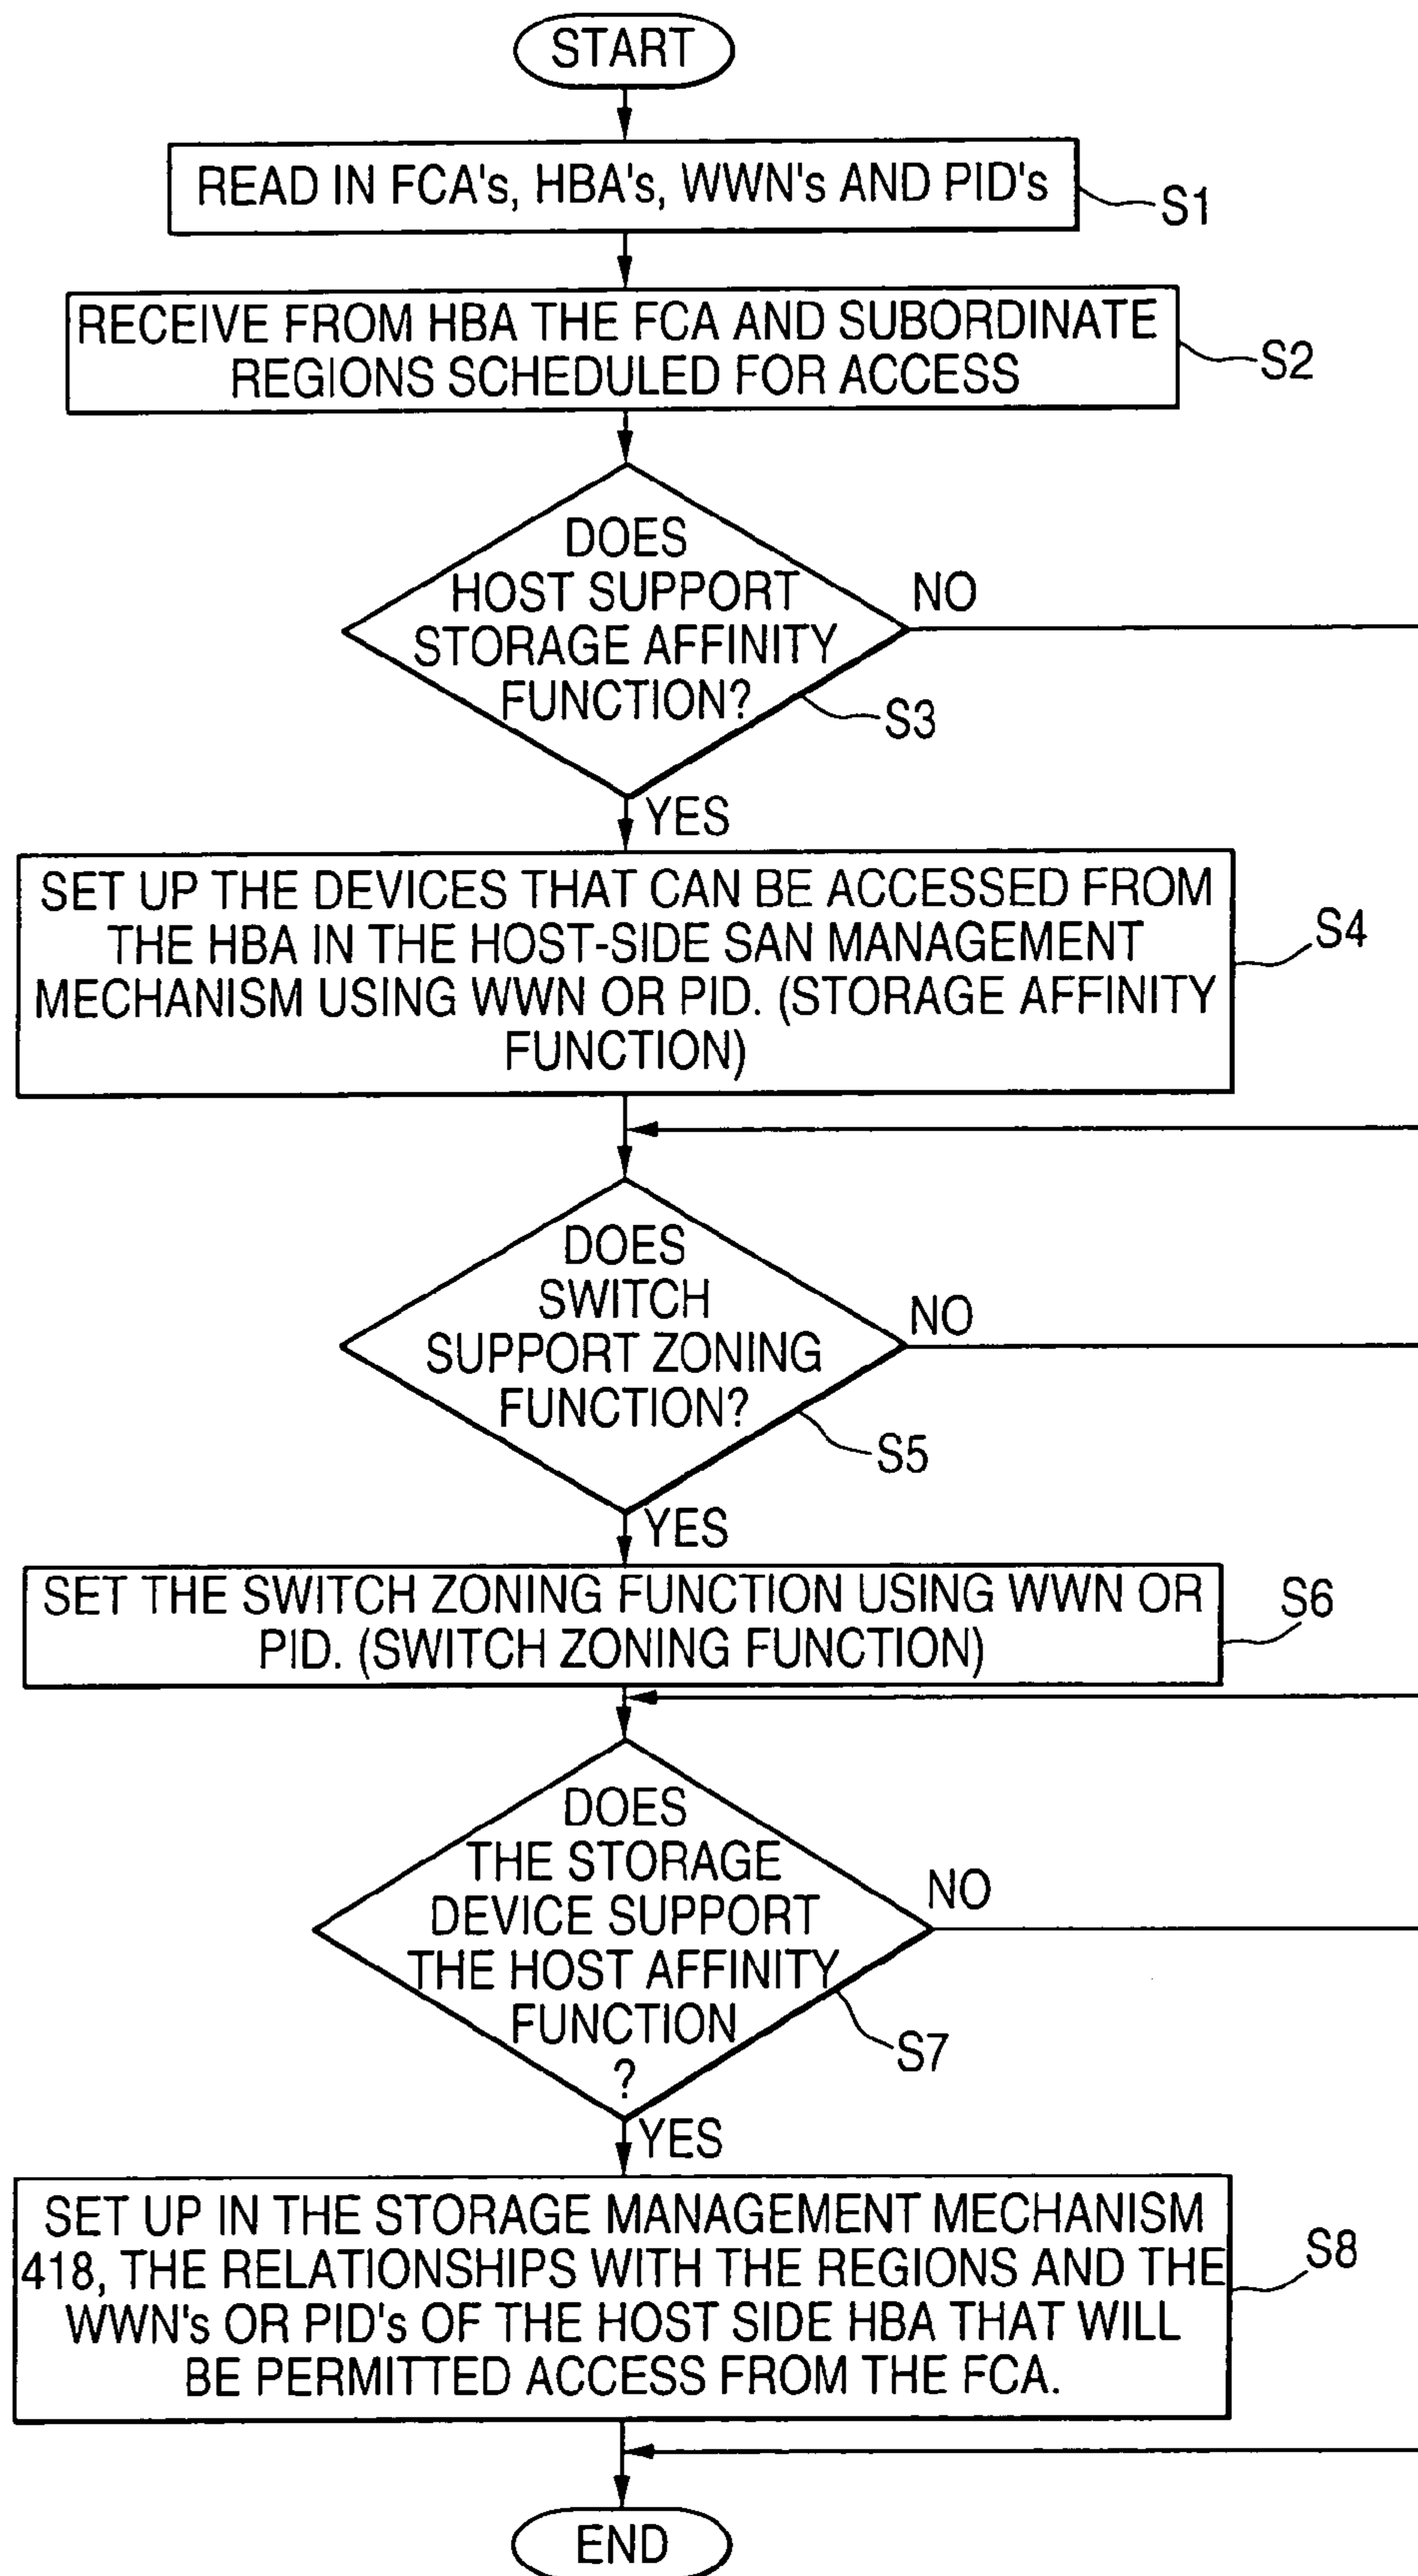 START
READ IN FCA's, HBA's, WWN's AND PID's
S1
RECEIVE FROM HBA THE FCA AND SUBORDINATE
REGIONS SCHEDULED FOR ACCESS
S2
DOES
HOST SUPPORT
STORAGE AFFINITY
FUNCTION?
NO
S3
YES
SET UP THE DEVICES THAT CAN BE ACCESSED FROM
THE HBA IN THE HOST-SIDE SAN MANAGEMENT
MECHANISM USING WWN OR PID. (STORAGE AFFINITY
FUNCTION)
S4
DOES
SWITCH
SUPPORT ZONING
FUNCTION?
NO
S5
YES
SET THE SWITCH ZONING FUNCTION USING WWN OR
PID. (SWITCH ZONING FUNCTION)
S6
DOES
THE STORAGE
DEVICE SUPPORT
THE HOST AFFINITY
FUNCTION
?
NO
S7
YES
SET UP IN THE STORAGE MANAGEMENT MECHANISM
418, THE RELATIONSHIPS WITH THE REGIONS AND THE
WWN's OR PID's OF THE HOST SIDE HBA THAT WILL
BE PERMITTED ACCESS FROM THE FCA.
S8
END